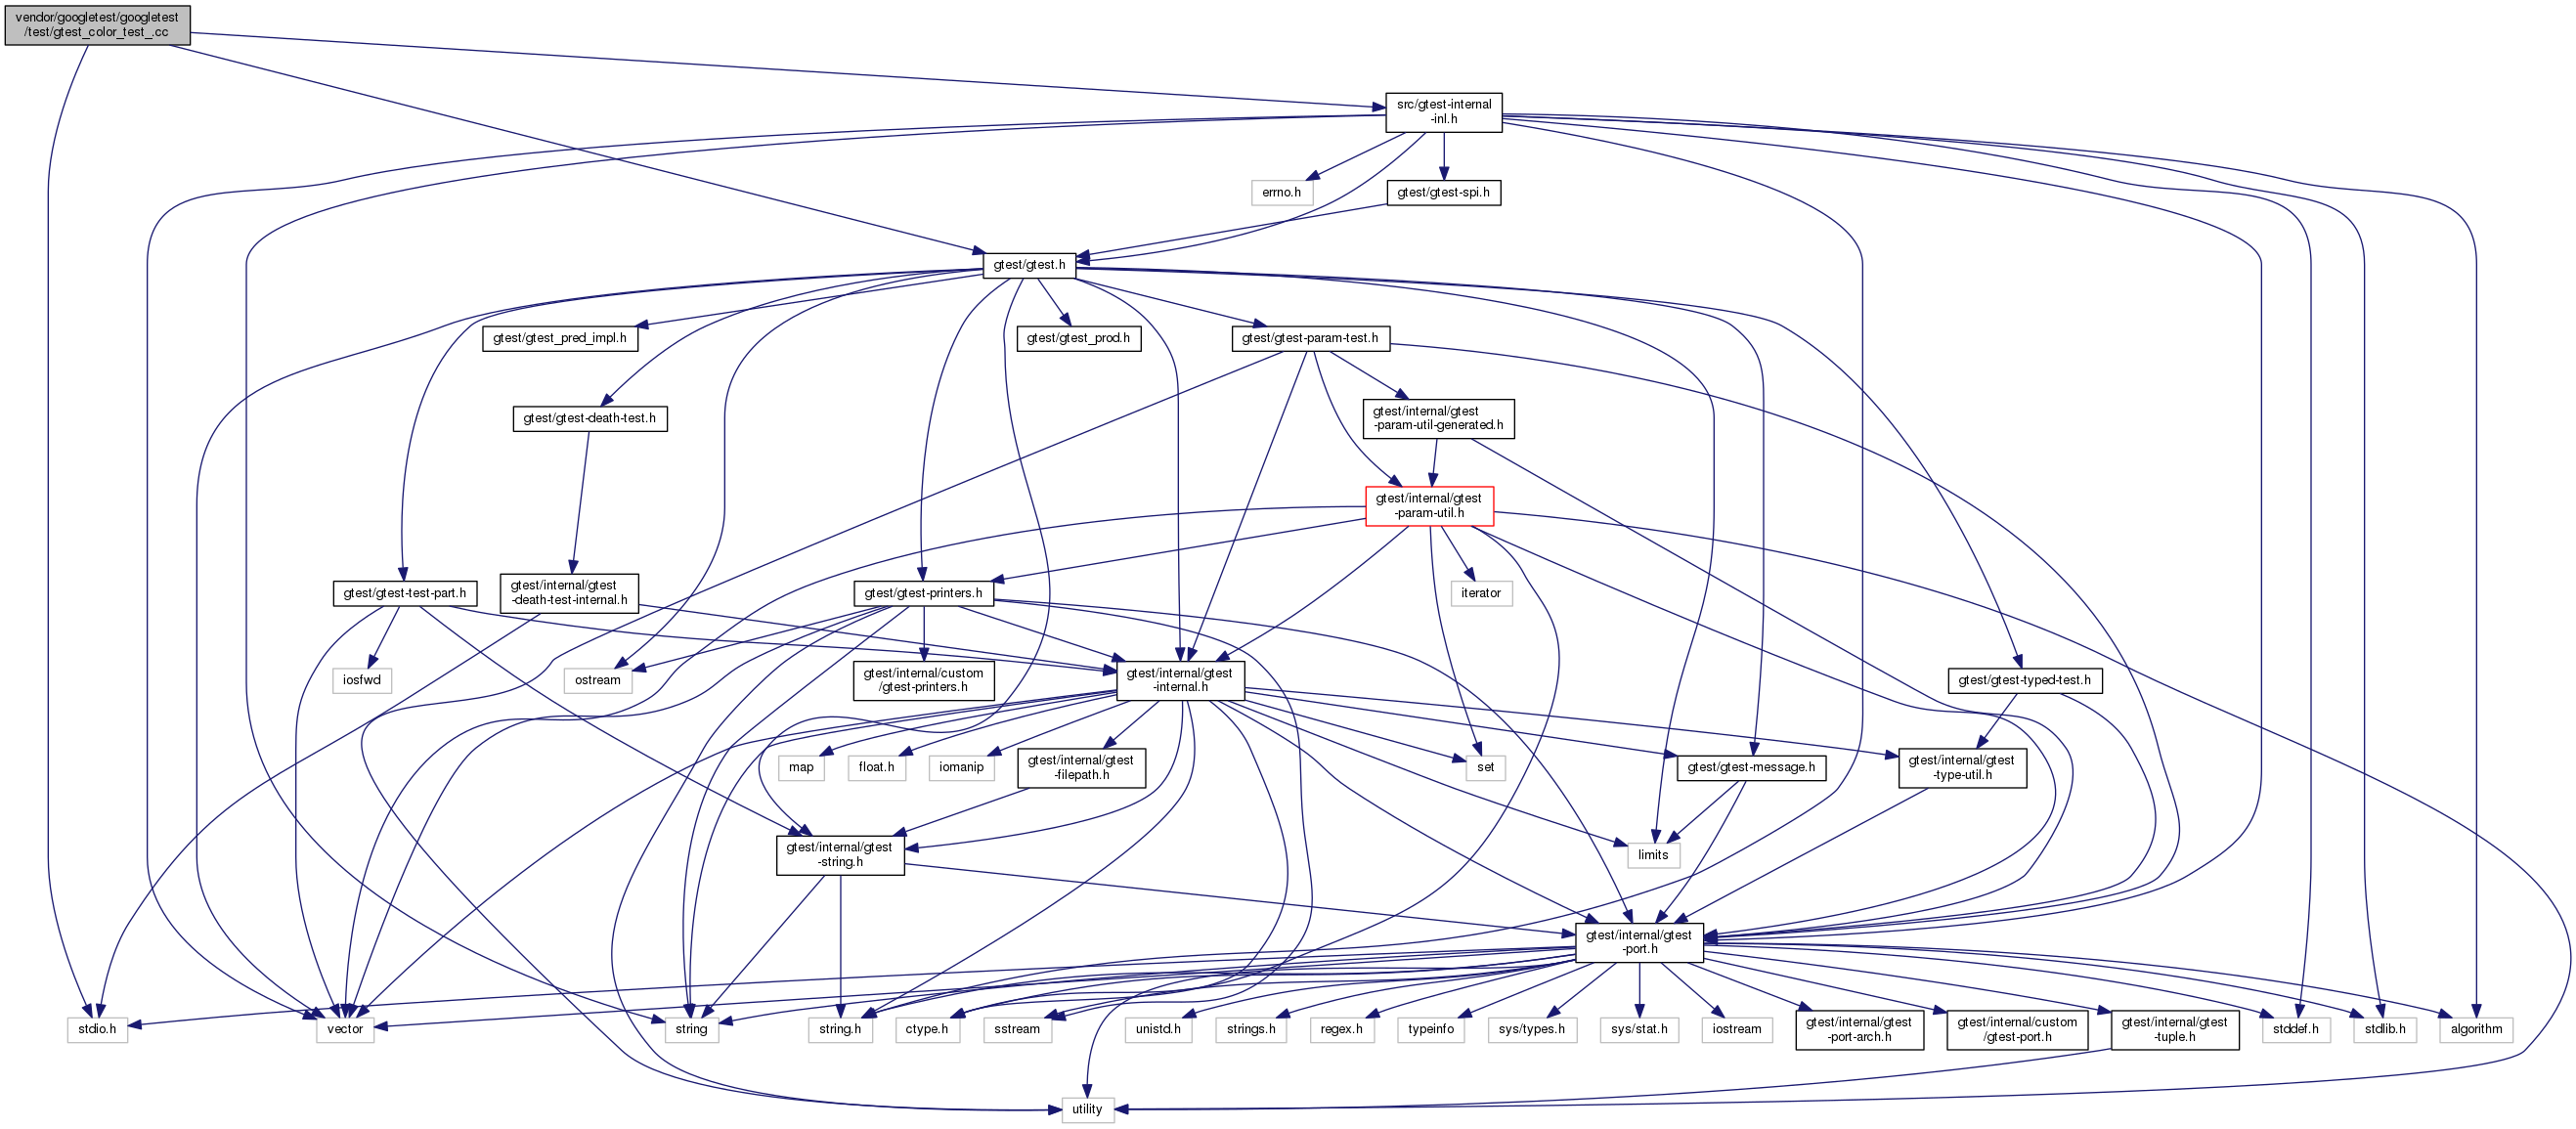 vendor/googletest/googletest
/test/gtest_color_test_.cc
src/gtest-internal
-inl.h
errno.h
gtest/gtest-spi.h
gtest/gtest.h
gtest/gtest_pred_impl.h
gtest/gtest_prod.h
gtest/gtest-param-test.h
gtest/gtest-death-test.h
gtest/internal/gtest
-param-util-generated.h
gtest/internal/gtest
-param-util.h
gtest/gtest-test-part.h
gtest/internal/gtest
-death-test-internal.h
gtest/gtest-printers.h
iterator
iosfwd
ostream
gtest/internal/custom
/gtest-printers.h
gtest/internal/gtest
-internal.h
gtest/gtest-typed-test.h
map
float.h
iomanip
gtest/internal/gtest
-filepath.h
set
gtest/gtest-message.h
gtest/internal/gtest
-type-util.h
gtest/internal/gtest
-string.h
limits
gtest/internal/gtest
-port.h
stdio.h
vector
string
string.h
ctype.h
sstream
unistd.h
strings.h
regex.h
typeinfo
sys/types.h
sys/stat.h
iostream
gtest/internal/gtest
-port-arch.h
gtest/internal/custom
/gtest-port.h
gtest/internal/gtest
-tuple.h
stddef.h
stdlib.h
algorithm
utility